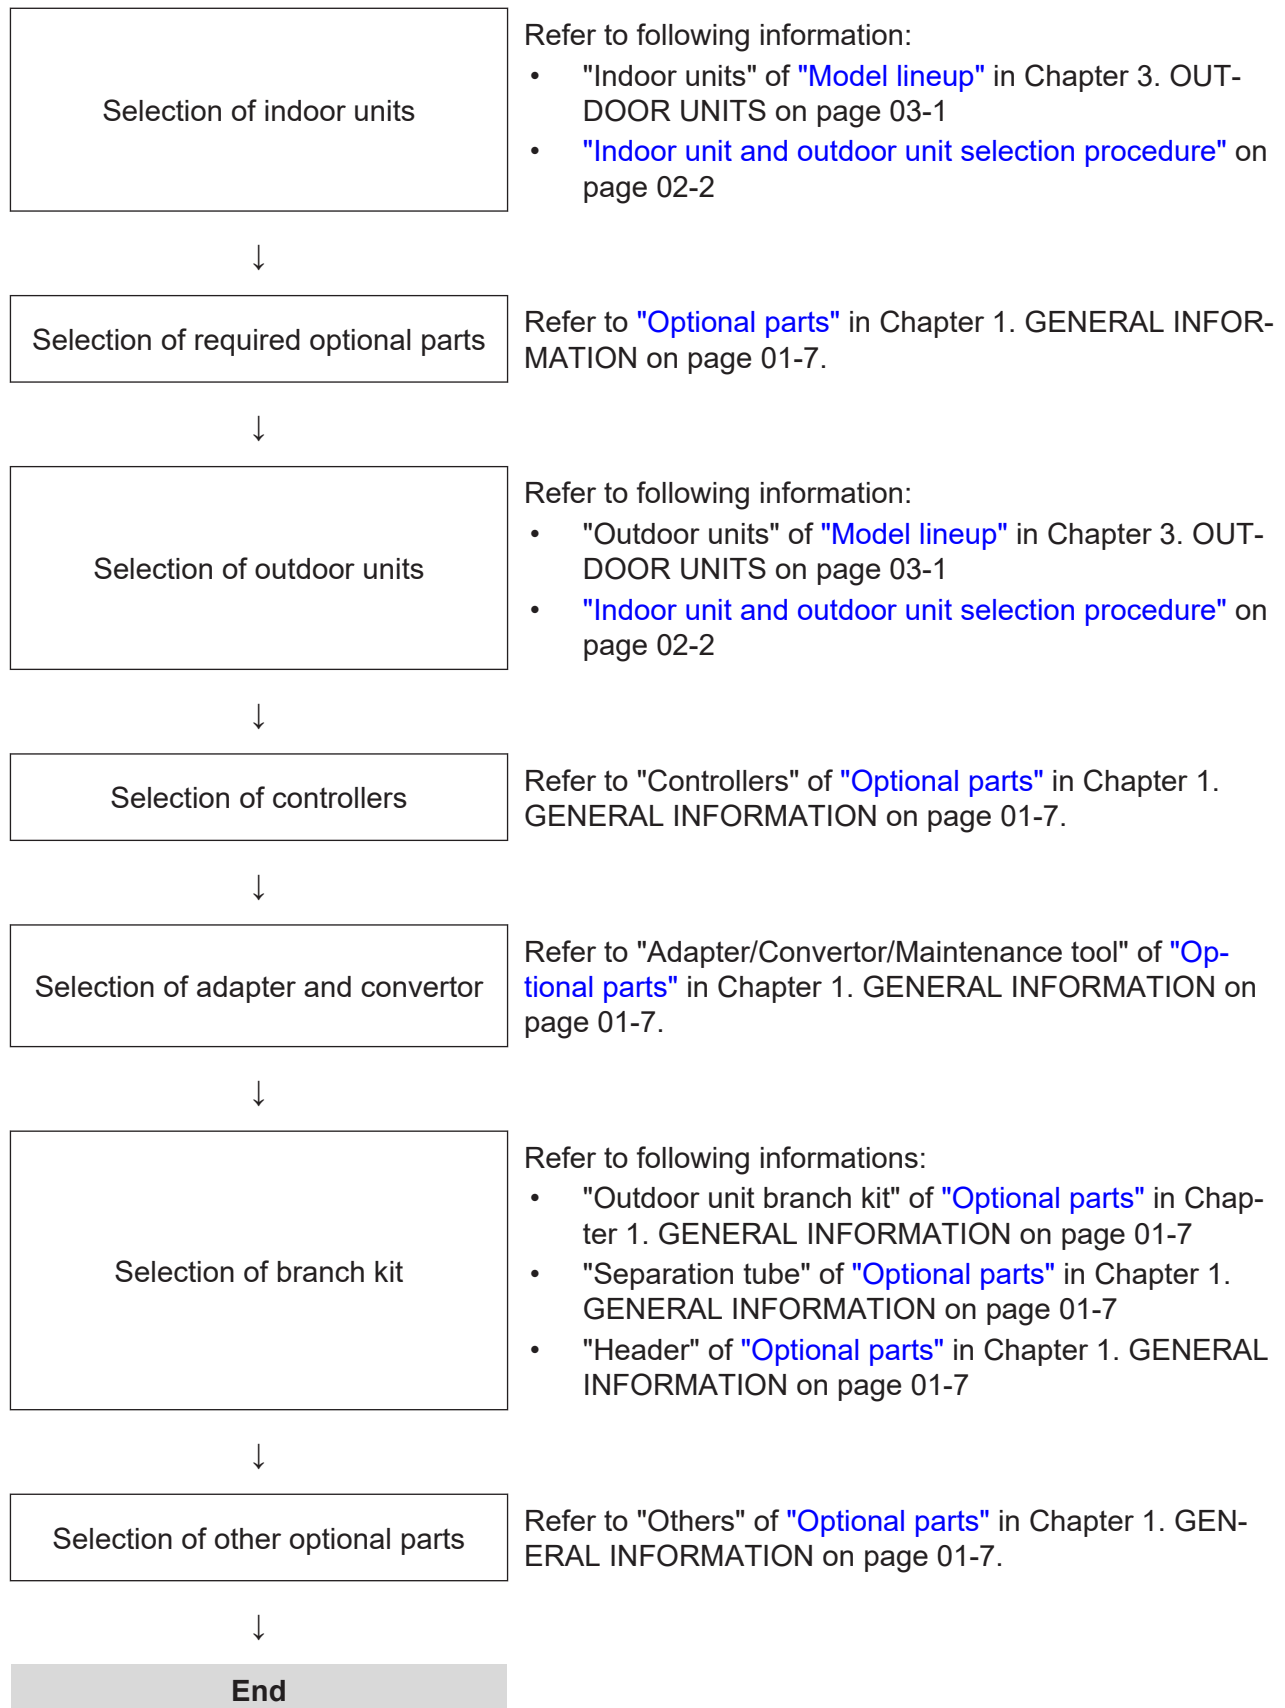 Selection of indoor units
Refer to following information:
• "Indoor units" of "Model lineup" in Chapter 3. OUT-
DOOR UNITS on page 03-1
• "Indoor unit and outdoor unit selection procedure" on
page 02-2
↓
Selection of required optional parts
Refer to "Optional parts" in Chapter 1. GENERAL INFOR-
MATION on page 01-7.
↓
Selection of outdoor units
Refer to following information:
• "Outdoor units" of "Model lineup" in Chapter 3. OUT-
DOOR UNITS on page 03-1
• "Indoor unit and outdoor unit selection procedure" on
page 02-2
↓
Selection of controllers
Refer to "Controllers" of "Optional parts" in Chapter 1.
GENERAL INFORMATION on page 01-7.
↓
Selection of adapter and convertor
Refer to "Adapter/Convertor/Maintenance tool" of "Op-
tional parts" in Chapter 1. GENERAL INFORMATION on
page 01-7.
↓
Selection of branch kit
Refer to following informations:
• "Outdoor unit branch kit" of "Optional parts" in Chap-
ter 1. GENERAL INFORMATION on page 01-7
• "Separation tube" of "Optional parts" in Chapter 1.
GENERAL INFORMATION on page 01-7
• "Header" of "Optional parts" in Chapter 1. GENERAL
INFORMATION on page 01-7
↓
Selection of other optional parts
Refer to "Others" of "Optional parts" in Chapter 1. GEN-
ERAL INFORMATION on page 01-7.
↓
End